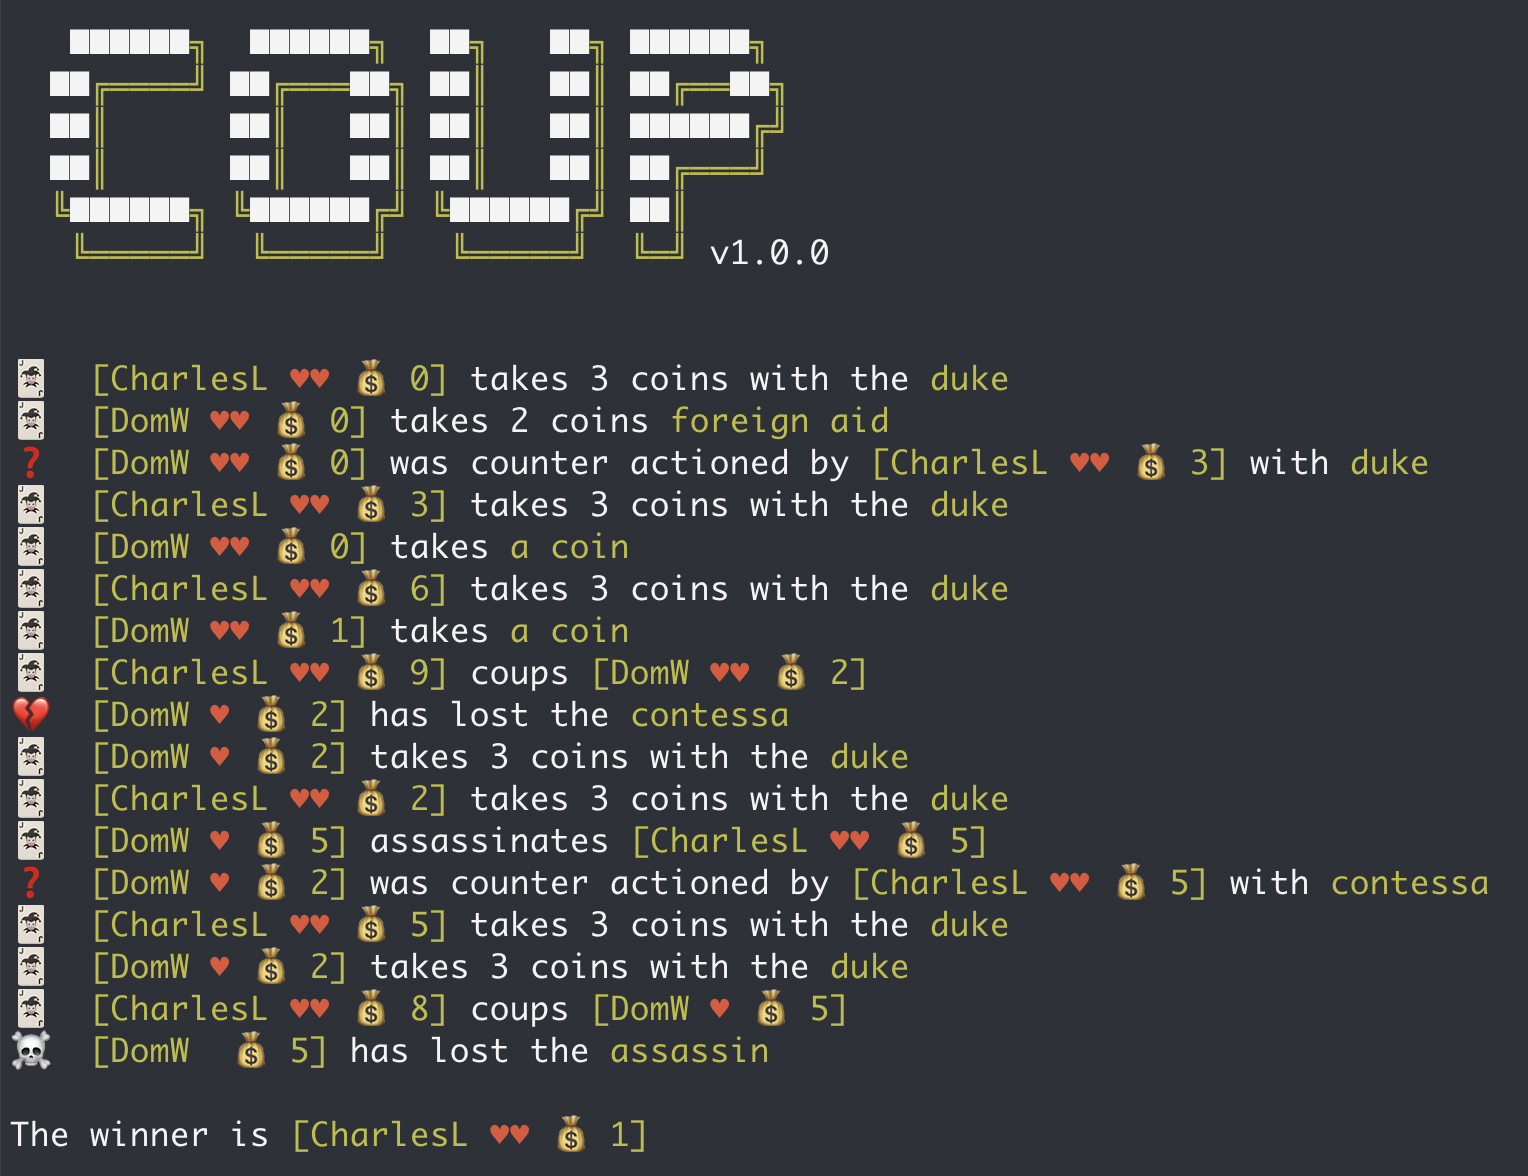 COUP v1.0.0
[CharlesL ♥♥ 💰 0] takes 3 coins with the duke
[DomW ♥♥ 💰 0] takes 2 coins foreign aid
❓ [DomW ♥♥ 💰 0] was counter actioned by [CharlesL ♥♥ 💰 3] with duke
[CharlesL ♥♥ 💰 3] takes 3 coins with the duke
[DomW ♥♥ 💰 0] takes a coin
[CharlesL ♥♥ 💰 6] takes 3 coins with the duke
[DomW ♥♥ 💰 1] takes a coin
[CharlesL ♥♥ 💰 9] coups [DomW ♥♥ 💰 2]
💔 [DomW ♥ 💰 2] has lost the contessa
[DomW ♥ 💰 2] takes 3 coins with the duke
[CharlesL ♥♥ 💰 2] takes 3 coins with the duke
[DomW ♥ 💰 5] assassinates [CharlesL ♥♥ 💰 5]
❓ [DomW ♥ 💰 2] was counter actioned by [CharlesL ♥♥ 💰 5] with contessa
[CharlesL ♥♥ 💰 5] takes 3 coins with the duke
[DomW ♥ 💰 2] takes 3 coins with the duke
[CharlesL ♥♥ 💰 8] coups [DomW ♥ 💰 5]
☠️ [DomW 💰 5] has lost the assassin
The winner is [CharlesL ♥♥ 💰 1]